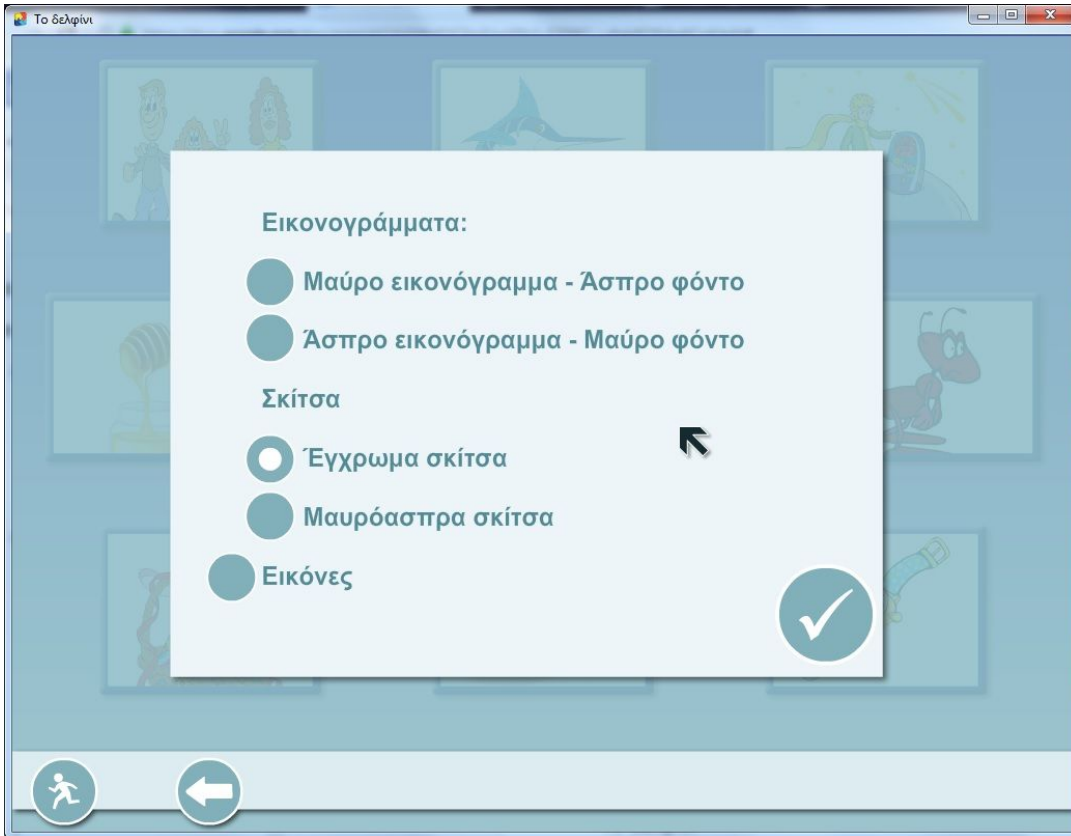 Το δελφίνι
Εικονογράμματα:
Μαύρο εικονόγραμμα - Άσπρο φόντο
Άσπρο εικονόγραμμα - Μαύρο φόντο
Σκίτσα
Έγχρωμα σκίτσα
Μαυρόασπρα σκίτσα
Εικόνες